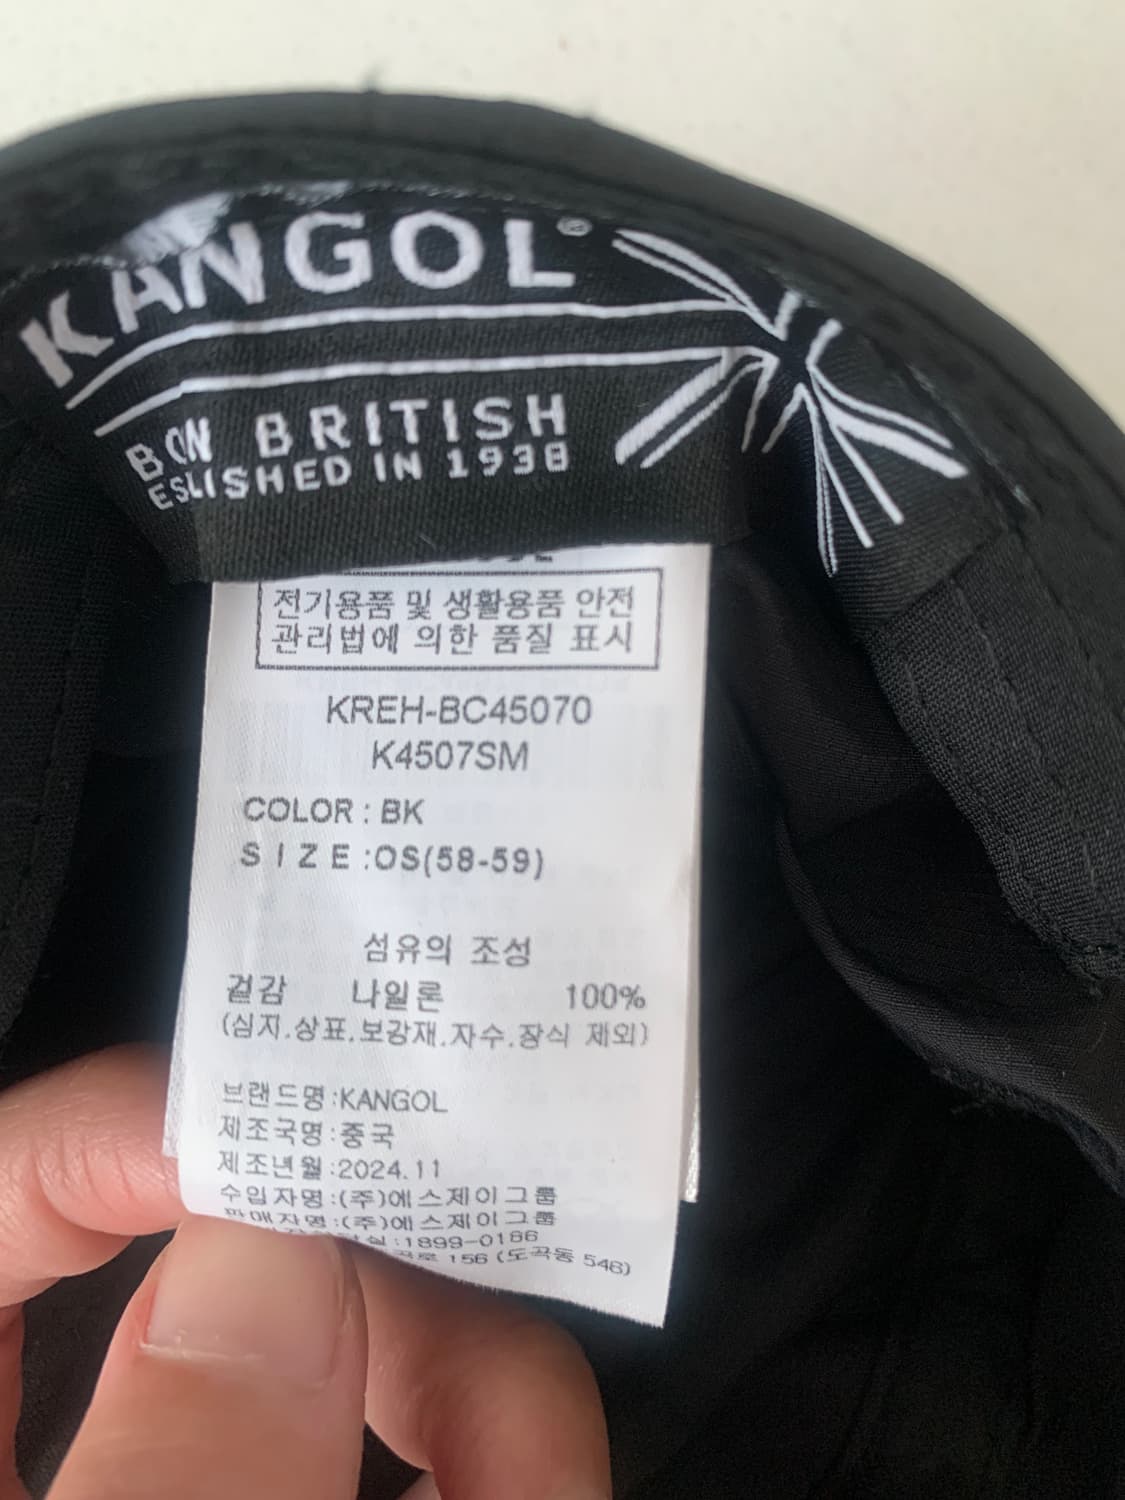 KANGOL®
BRITISH
IN 1938
전기용품 및 생활용품 안전
관리법에 의한 품질 표시
KREH-BC45070
K4507SM
COLOR : BK
SIZE :OS(58-59)
섬유의 조성
겉감 나일론 100%
(심지.상표.보강재.자수.장식 제외)
브랜드명:KANGOL
제조국명:중국
제조년월:2024.11
수입자명:(주)에스제이그룹
판매자명:(주)에스제이그룹
:1899-0186
156 (도곡동 546)